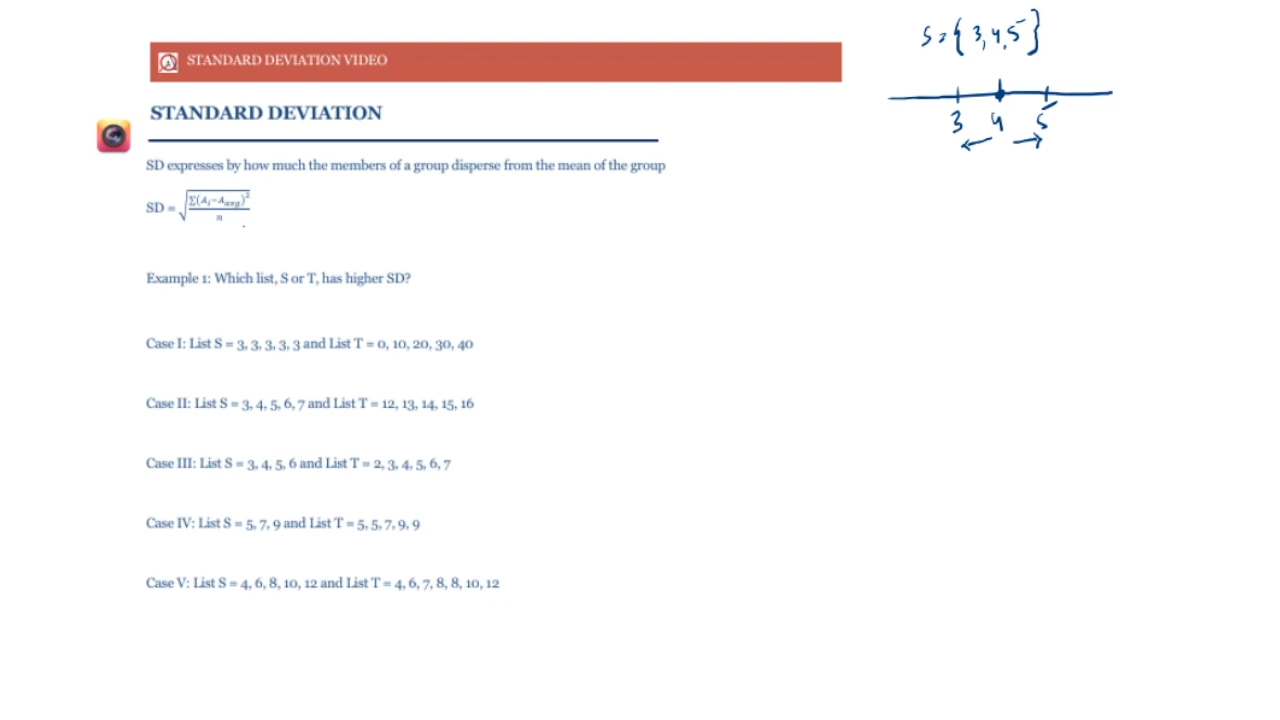 S = { 3, 4, 5 }
STANDARD DEVIATION VIDEO
STANDARD DEVIATION
3 4 5
SD expresses by how much the members of a group disperse from the mean of the group
SD = √(Σ(Aᵢ−Aₐᵥg)²/n)
Example 1: Which list, S or T, has higher SD?
Case I: List S = 3, 3, 3, 3, 3 and List T = 0, 10, 20, 30, 40
Case II: List S = 3, 4, 5, 6, 7 and List T = 12, 13, 14, 15, 16
Case III: List S = 3, 4, 5, 6 and List T = 2, 3, 4, 5, 6, 7
Case IV: List S = 5, 7, 9 and List T = 5, 5, 7, 9, 9
Case V: List S = 4, 6, 8, 10, 12 and List T = 4, 6, 7, 8, 8, 10, 12